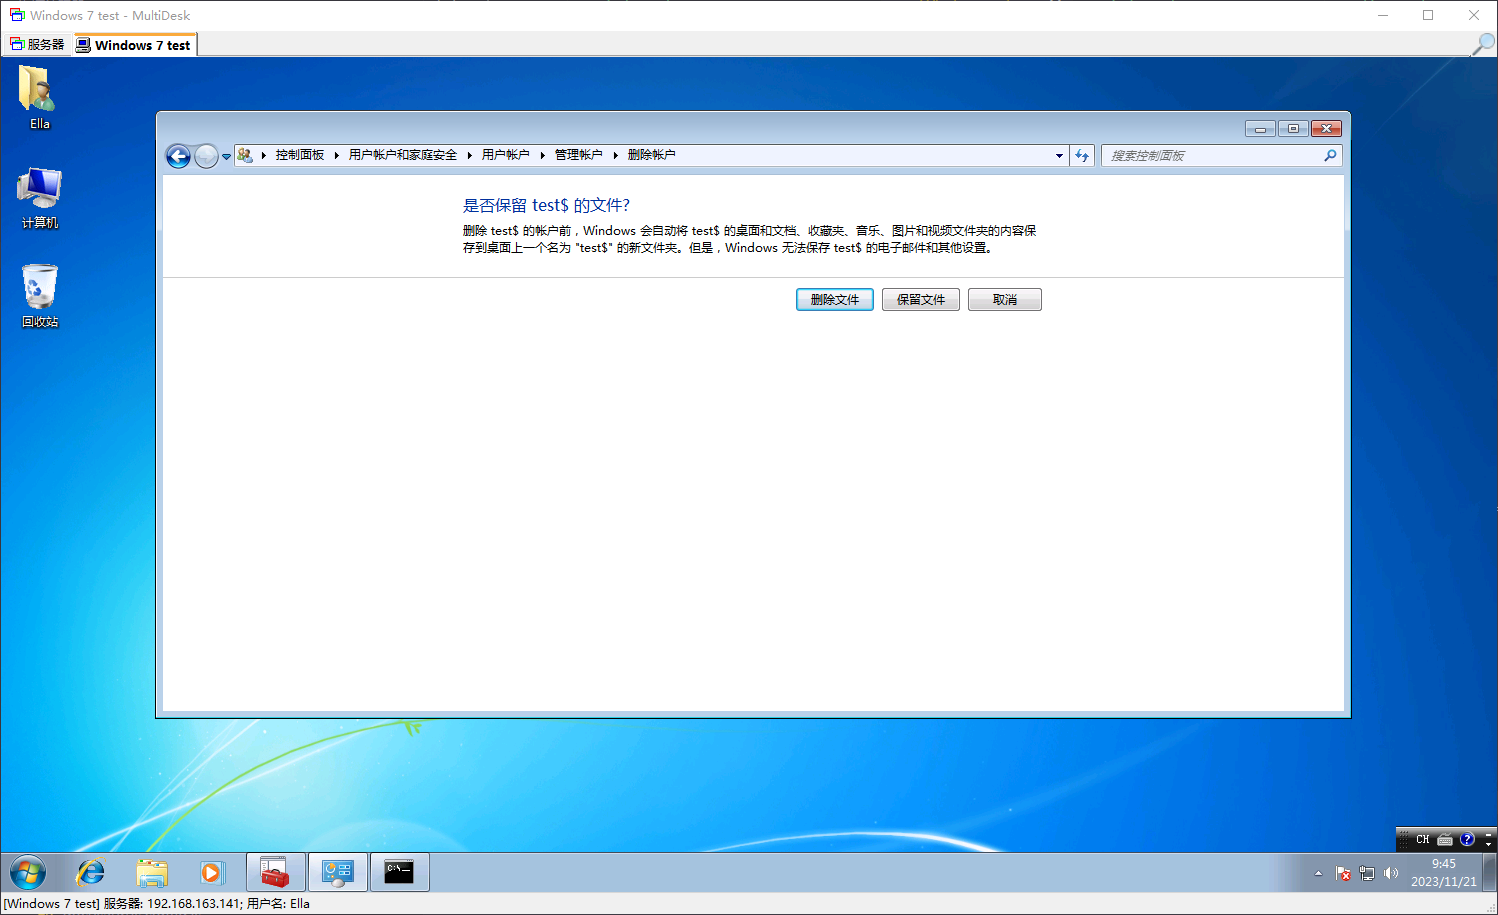 Windows 7 test - MultiDesk
服务器
Windows 7 test
Ella
计算机
回收站
控制面板
用户帐户和家庭安全
用户帐户
管理帐户
删除帐户
搜索控制面板
是否保留 test$ 的文件?
删除 test$ 的帐户前，Windows 会自动将 test$ 的桌面和文档、收藏夹、音乐、图片和视频文件夹的内容保
存到桌面上一个名为 "test$" 的新文件夹。但是，Windows 无法保存 test$ 的电子邮件和其他设置。
删除文件
保留文件
取消
CH
C:\_
9:45
2023/11/21
[Windows 7 test] 服务器: 192.168.163.141; 用户名: Ella